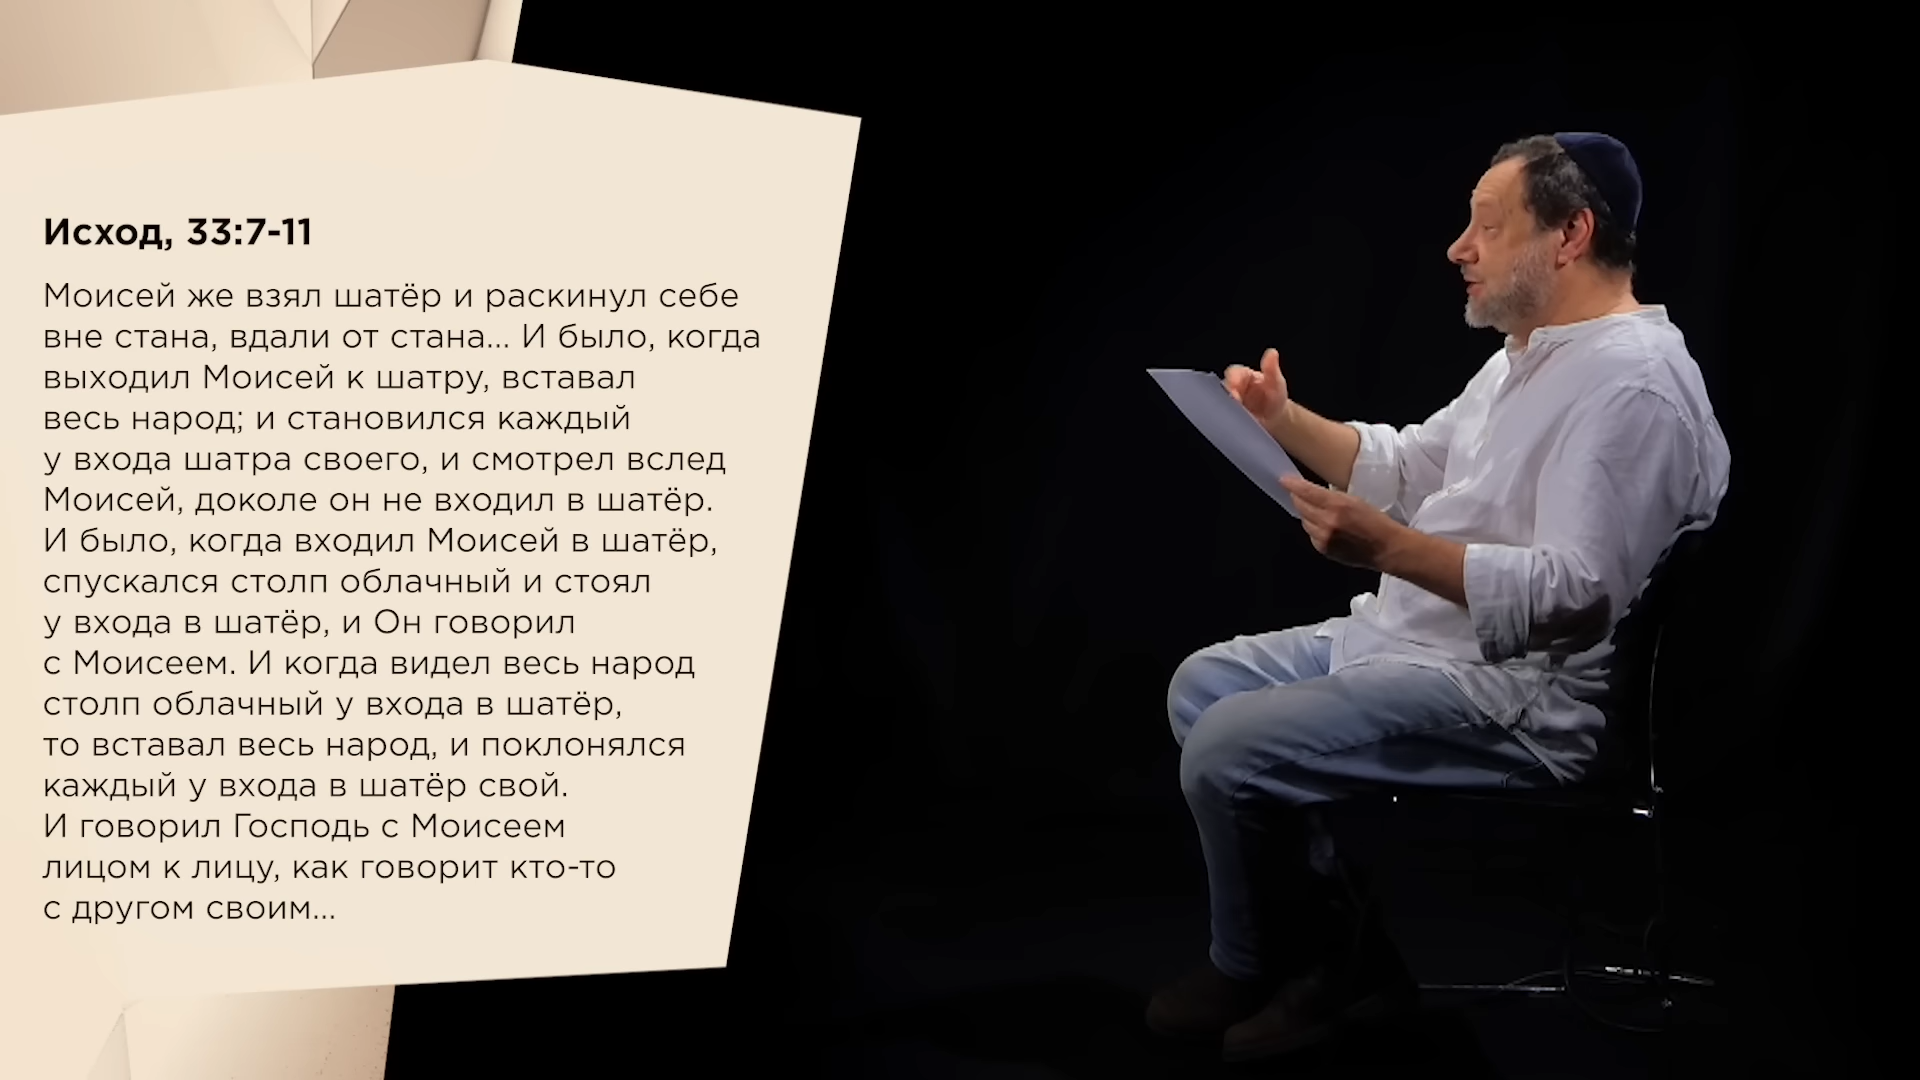 Исход, 33:7-11
Моисей же взял шатёр и раскинул себе
вне стана, вдали от стана... И было, когда
выходил Моисей к шатру, вставал
весь народ; и становился каждый
у входа шатра своего, и смотрел вслед
Моисей, доколе он не входил в шатёр.
И было, когда входил Моисей в шатёр,
спускался столп облачный и стоял
у входа в шатёр, и Он говорил
с Моисеем. И когда видел весь народ
столп облачный у входа в шатёр,
то вставал весь народ, и поклонялся
каждый у входа в шатёр свой.
И говорил Господь с Моисеем
лицом к лицу, как говорит кто-то
с другом своим...